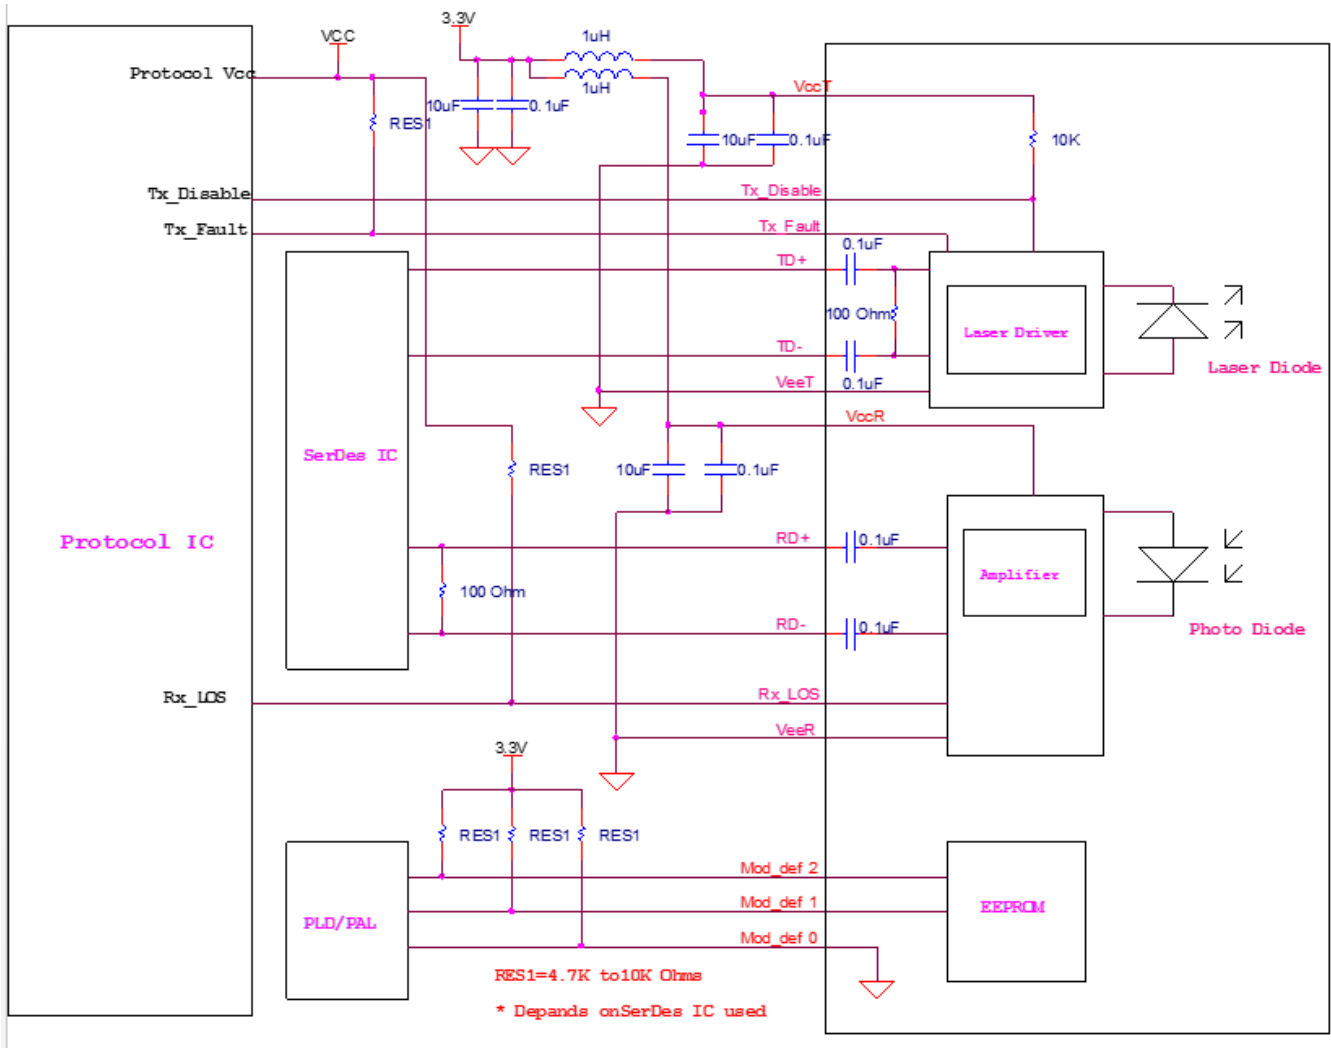 3.3V
VCC
1uH
Protocol Vcc
1uH
VccT
10uF
0.1uF
RES1
10uF
0.1uF
10K
Tx_Disable
Tx_Disable
Tx_Fault
Tx_Fault
0.1uF
TD+
100 Ohm
Laser Driver
TD-
Laser Diode
VeeT
0.1uF
VccR
SerDes IC
RES1
10uF
0.1uF
Protocol IC
RD+
0.1uF
Amplifier
100 Ohm
RD-
0.1uF
Photo Diode
Rx_LOS
Rx_LOS
VeeR
3.3V
RES1
RES1
RES1
Mod_def 2
Mod_def 1
EEPROM
PLD/PAL
Mod_def 0
RES1=4.7K to10K Ohms
* Depands onSerDes IC used